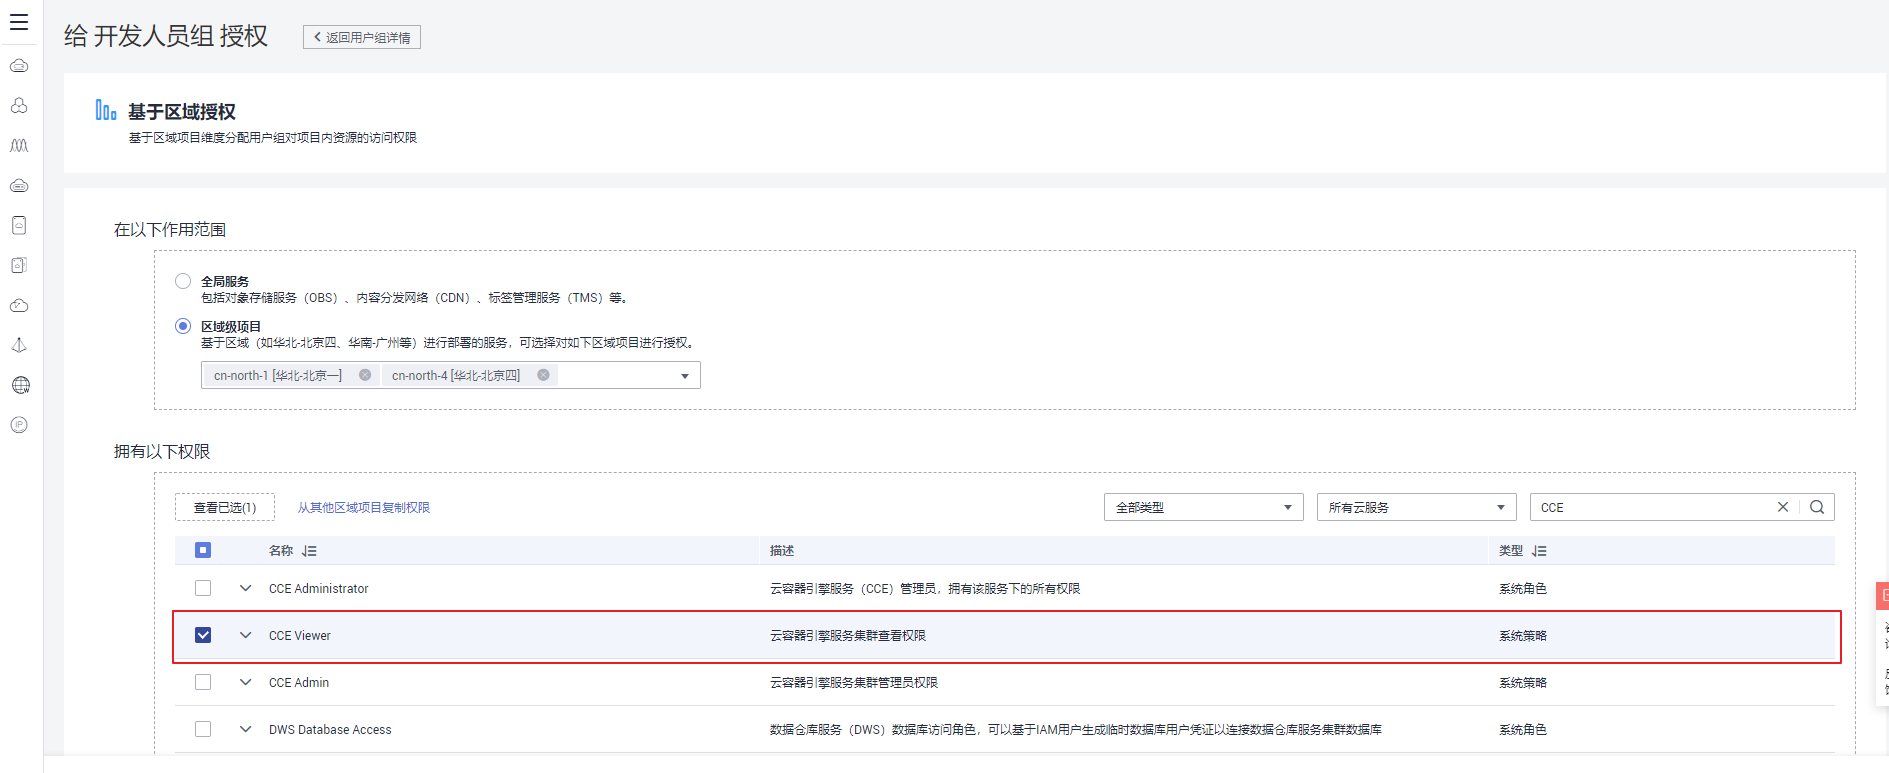 给 开发人员组 授权
返回用户组详情
基于区域授权
基于区域项目维度分配用户组对项目内资源的访问权限
在以下作用范围
全局服务
包括对象存储服务（OBS）、内容分发网络（CDN）、标签管理服务（TMS）等。
区域级项目
基于区域（如华北-北京四、华南-广州等）进行部署的服务，可选择对如下区域项目进行授权。
cn-north-1 [华北-北京一] cn-north-4 [华北-北京四]
拥有以下权限
查看已选(1) 从其他区域项目复制权限 全部类型 所有云服务 CCE
名称 描述 类型
CCE Administrator 云容器引擎服务（CCE）管理员，拥有该服务下的所有权限 系统角色
CCE Viewer 云容器引擎服务集群查看权限 系统策略
CCE Admin 云容器引擎服务集群管理员权限 系统策略
DWS Database Access 数据仓库服务（DWS）数据库访问角色，可以基于IAM用户生成临时数据库用户凭证以连接数据仓库服务集群数据库 系统角色
IP